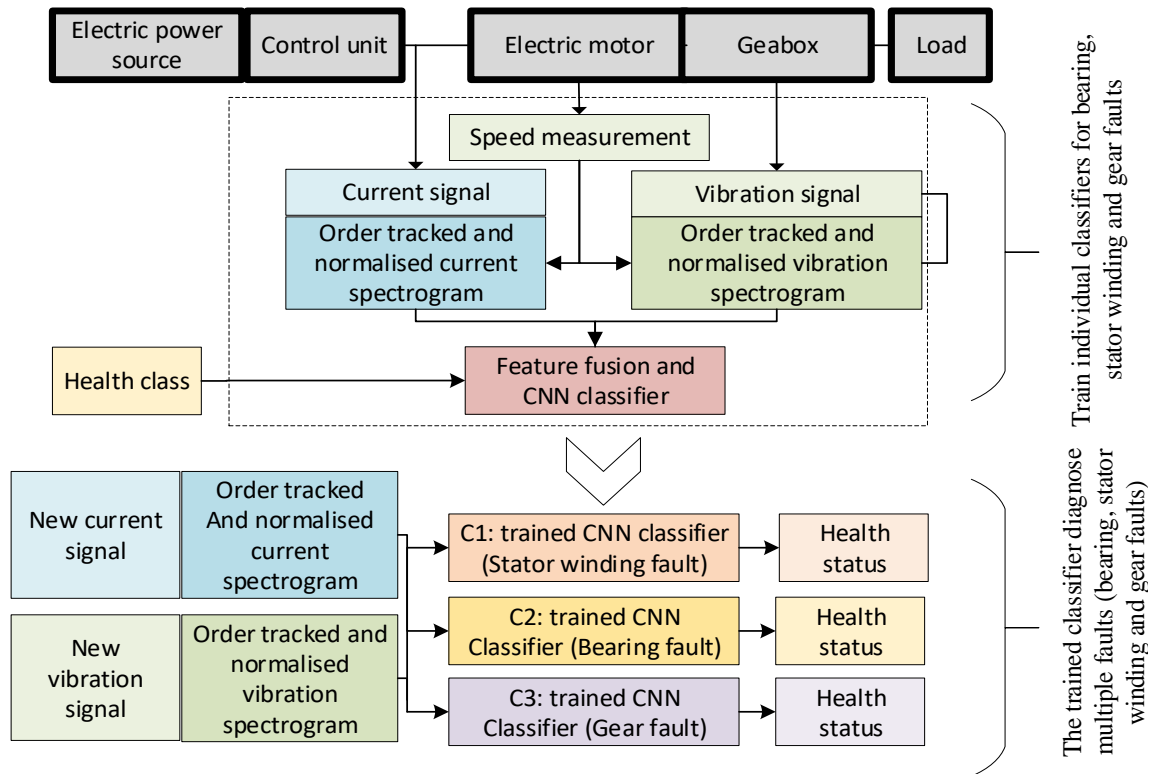 Electric power
source
Control unit
Electric motor
Geabox
Load
Speed measurement
Current signal
Order tracked and
normalised current
spectrogram
Vibration signal
Order tracked and
normalised vibration
spectrogram
Health class
Feature fusion and
CNN classifier
Train individual classifiers for bearing,
stator winding and gear faults
New current
signal
Order tracked
And normalised
current
spectrogram
New
vibration
signal
Order tracked and
normalised
vibration
spectrogram
C1: trained CNN classifier
(Stator winding fault)
Health
status
C2: trained CNN
Classifier (Bearing fault)
Health
status
C3: trained CNN
Classifier (Gear fault)
Health
status
The trained classifier diagnose
multiple faults (bearing, stator
winding and gear faults)